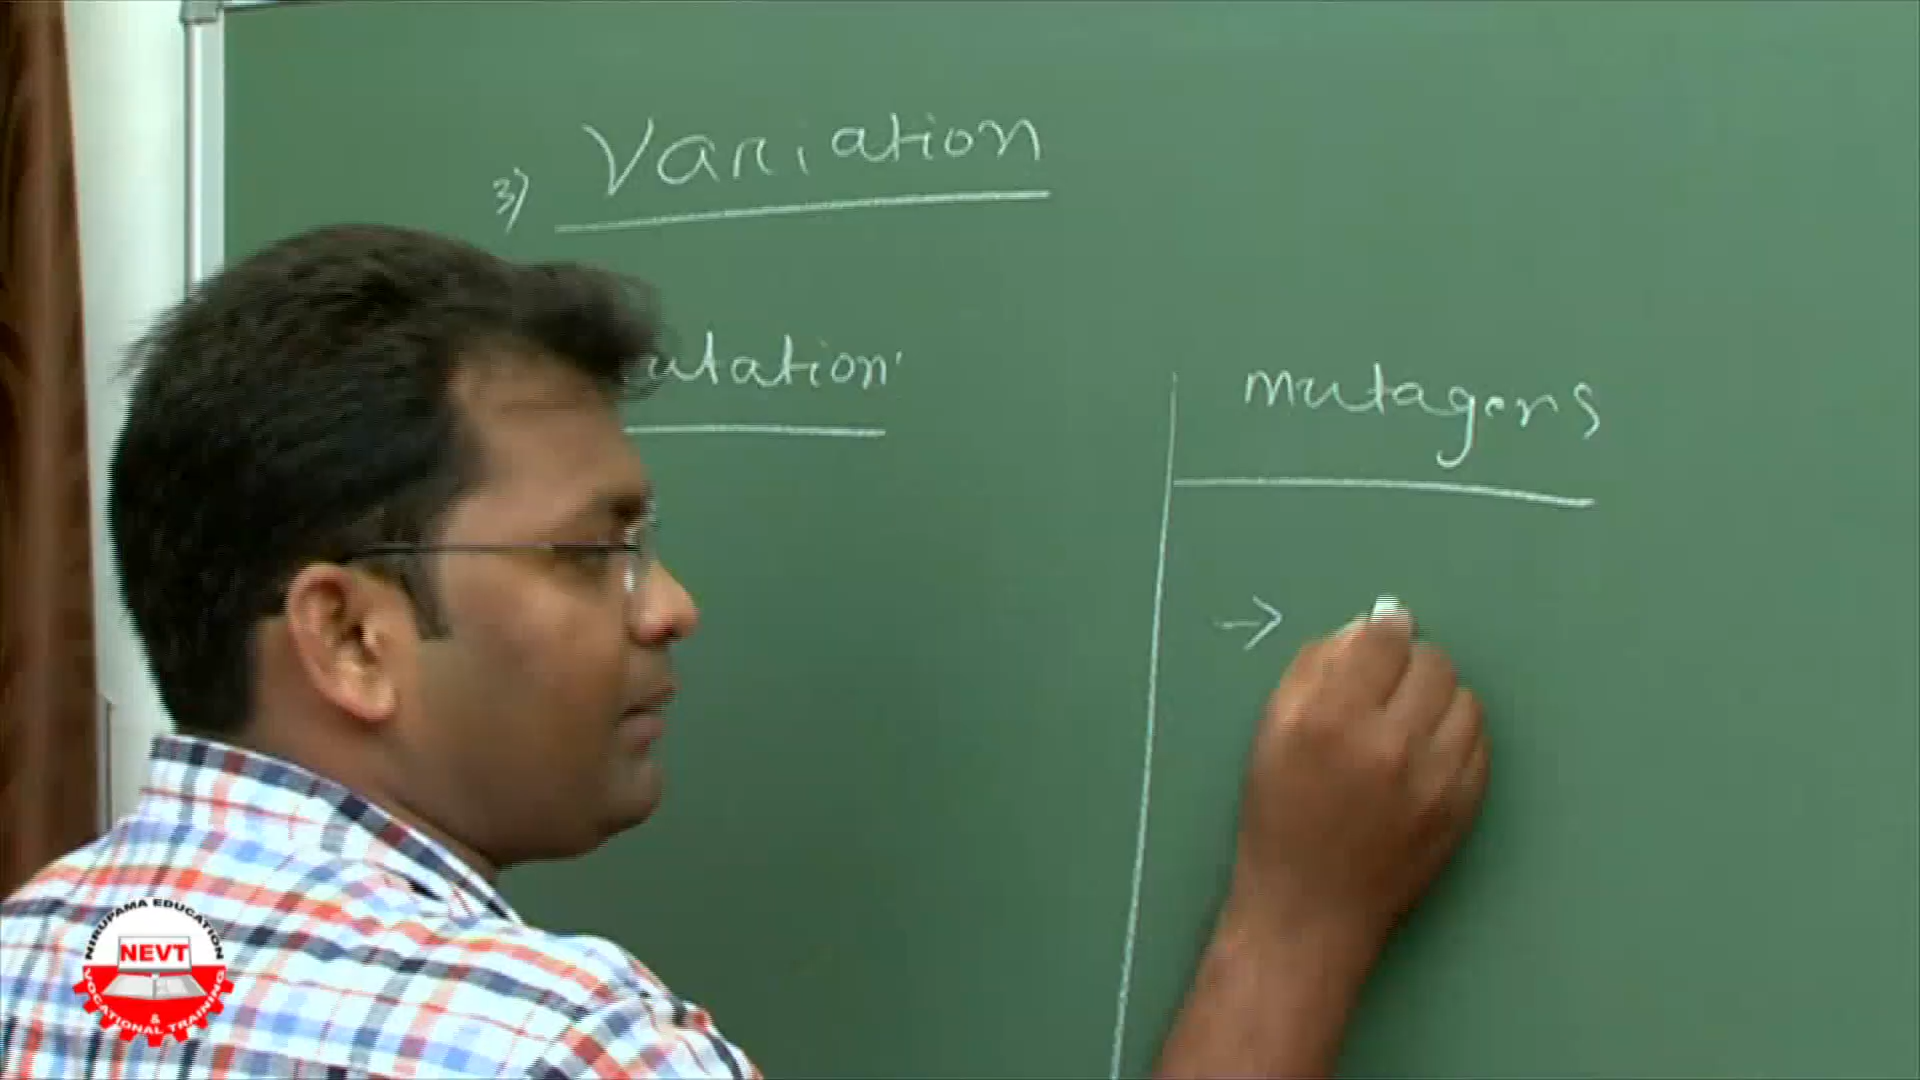 3) Variation
utation
mutagens
→
NIRUPAMA EDUCATION
NEVT
&
VOCATIONAL TRAINING